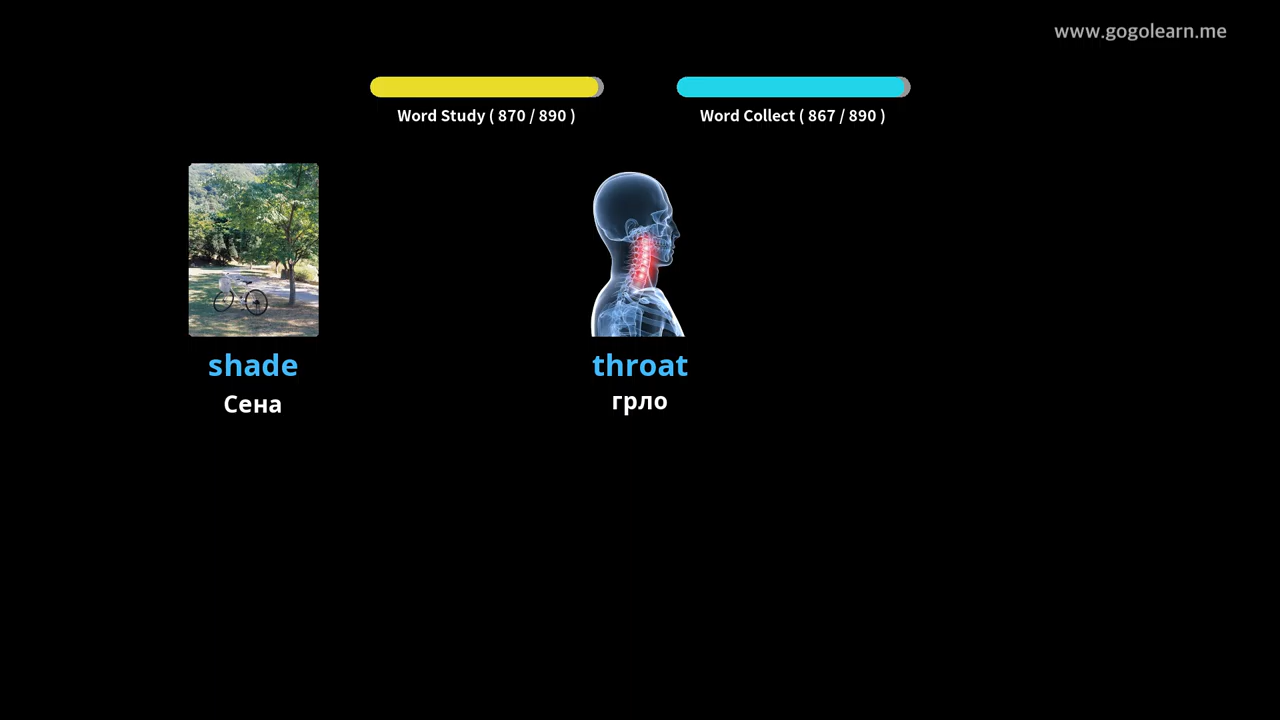 www.gogolearn.me
Word Study ( 870 / 890 )
Word Collect ( 867 / 890 )
shade
Сена
throat
грло